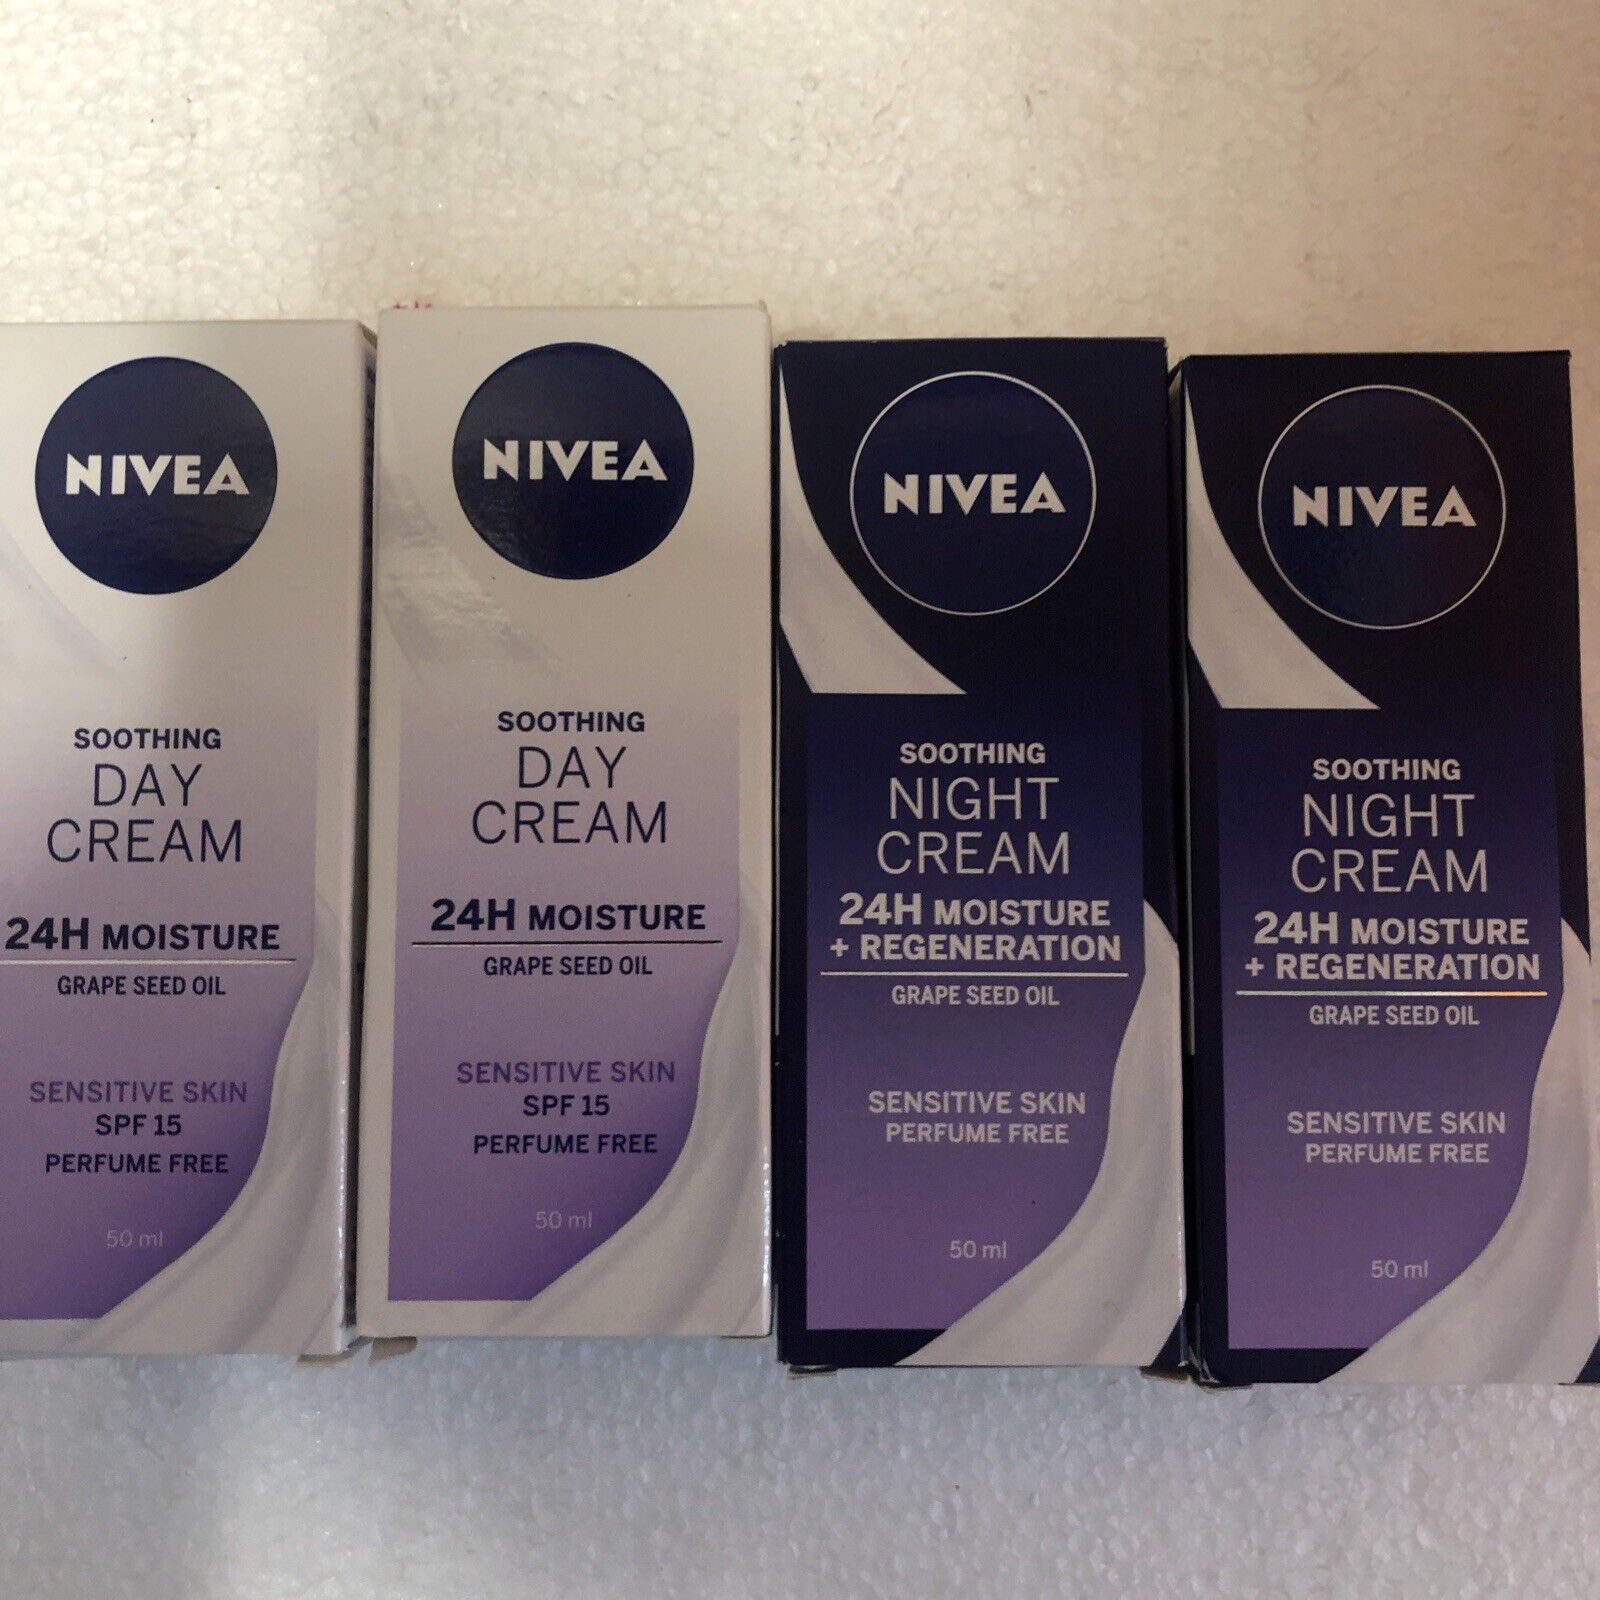 NIVEA
SOOTHING
DAY
CREAM
24H MOISTURE
GRAPE SEED OIL
SENSITIVE SKIN
SPF 15
PERFUME FREE
50 ml
NIVEA
SOOTHING
DAY
CREAM
24H MOISTURE
GRAPE SEED OIL
SENSITIVE SKIN
SPF 15
PERFUME FREE
50 ml
NIVEA
SOOTHING
NIGHT
CREAM
24H MOISTURE
+ REGENERATION
GRAPE SEED OIL
SENSITIVE SKIN
PERFUME FREE
50 ml
NIVEA
SOOTHING
NIGHT
CREAM
24H MOISTURE
+ REGENERATION
GRAPE SEED OIL
SENSITIVE SKIN
PERFUME FREE
50 ml